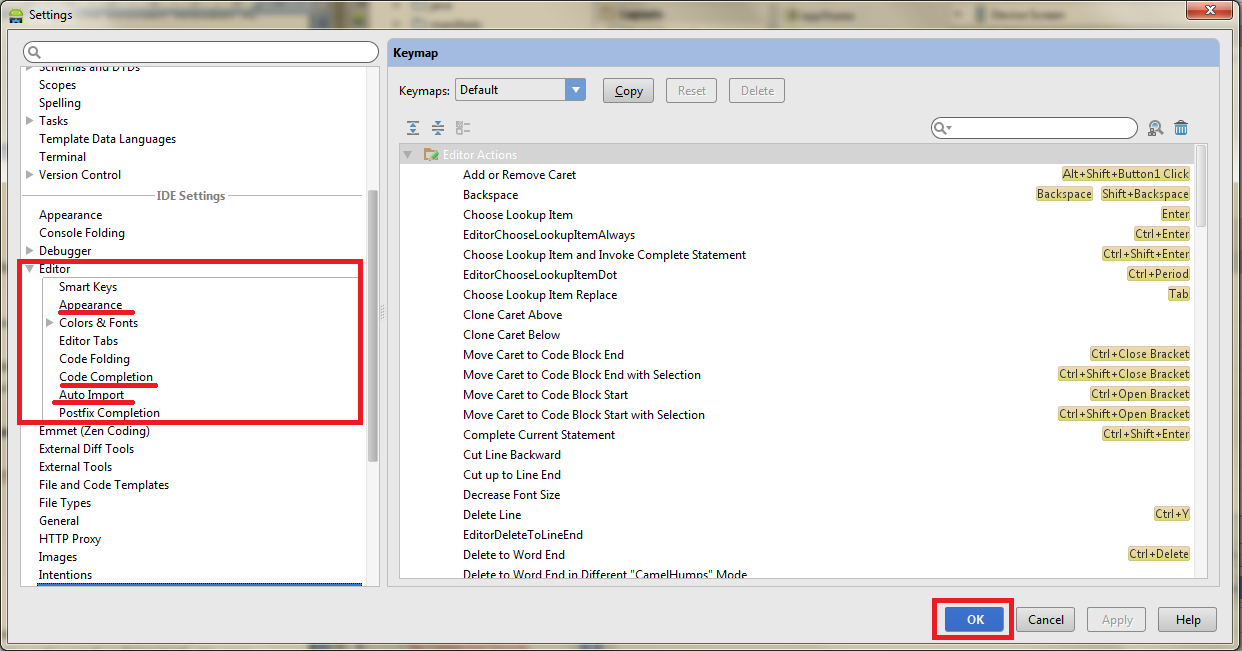 Settings
Schemas and DTDs
Scopes
Spelling
Tasks
Template Data Languages
Terminal
Version Control
IDE Settings
Appearance
Console Folding
Debugger
Editor
Smart Keys
Appearance
Colors & Fonts
Editor Tabs
Code Folding
Code Completion
Auto Import
Postfix Completion
Emmet (Zen Coding)
External Diff Tools
External Tools
File and Code Templates
File Types
General
HTTP Proxy
Images
Intentions
Keymap
Keymaps: Default Copy Reset Delete
Editor Actions
Add or Remove Caret Alt+Shift+Button1 Click
Backspace Backspace Shift+Backspace
Choose Lookup Item Enter
EditorChooseLookupItemAlways Ctrl+Enter
Choose Lookup Item and Invoke Complete Statement Ctrl+Shift+Enter
EditorChooseLookupItemDot Ctrl+Period
Choose Lookup Item Replace Tab
Clone Caret Above
Clone Caret Below
Move Caret to Code Block End Ctrl+Close Bracket
Move Caret to Code Block End with Selection Ctrl+Shift+Close Bracket
Move Caret to Code Block Start Ctrl+Open Bracket
Move Caret to Code Block Start with Selection Ctrl+Shift+Open Bracket
Complete Current Statement Ctrl+Shift+Enter
Cut Line Backward
Cut up to Line End
Decrease Font Size
Delete Line Ctrl+Y
EditorDeleteToLineEnd
Delete to Word End Ctrl+Delete
Delete to Word End in Different "CamelHumps" Mode
OK Cancel Apply Help